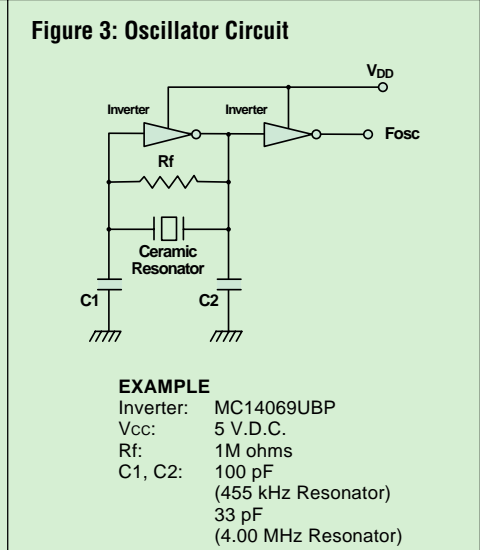 Figure 3: Oscillator Circuit
VDD
Inverter
Inverter
Fosc
Rf
Ceramic
Resonator
C1
C2
EXAMPLE
Inverter: MC14069UBP
Vcc: 5 V.D.C.
Rf: 1M ohms
C1, C2: 100 pF
(455 kHz Resonator)
33 pF
(4.00 MHz Resonator)